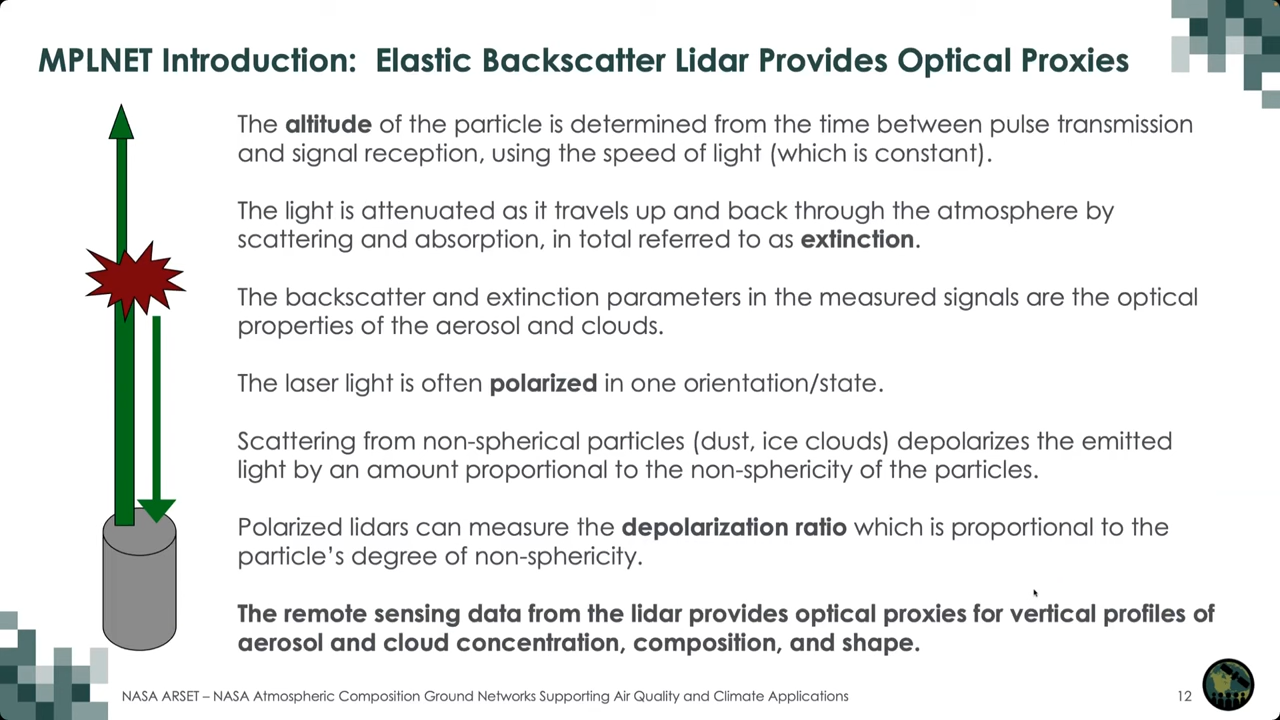 MPLNET Introduction:  Elastic Backscatter Lidar Provides Optical Proxies
The altitude of the particle is determined from the time between pulse transmission
and signal reception, using the speed of light (which is constant).
The light is attenuated as it travels up and back through the atmosphere by
scattering and absorption, in total referred to as extinction.
The backscatter and extinction parameters in the measured signals are the optical
properties of the aerosol and clouds.
The laser light is often polarized in one orientation/state.
Scattering from non-spherical particles (dust, ice clouds) depolarizes the emitted
light by an amount proportional to the non-sphericity of the particles.
Polarized lidars can measure the depolarization ratio which is proportional to the
particle’s degree of non-sphericity.
The remote sensing data from the lidar provides optical proxies for vertical profiles of
aerosol and cloud concentration, composition, and shape.
NASA ARSET – NASA Atmospheric Composition Ground Networks Supporting Air Quality and Climate Applications
12